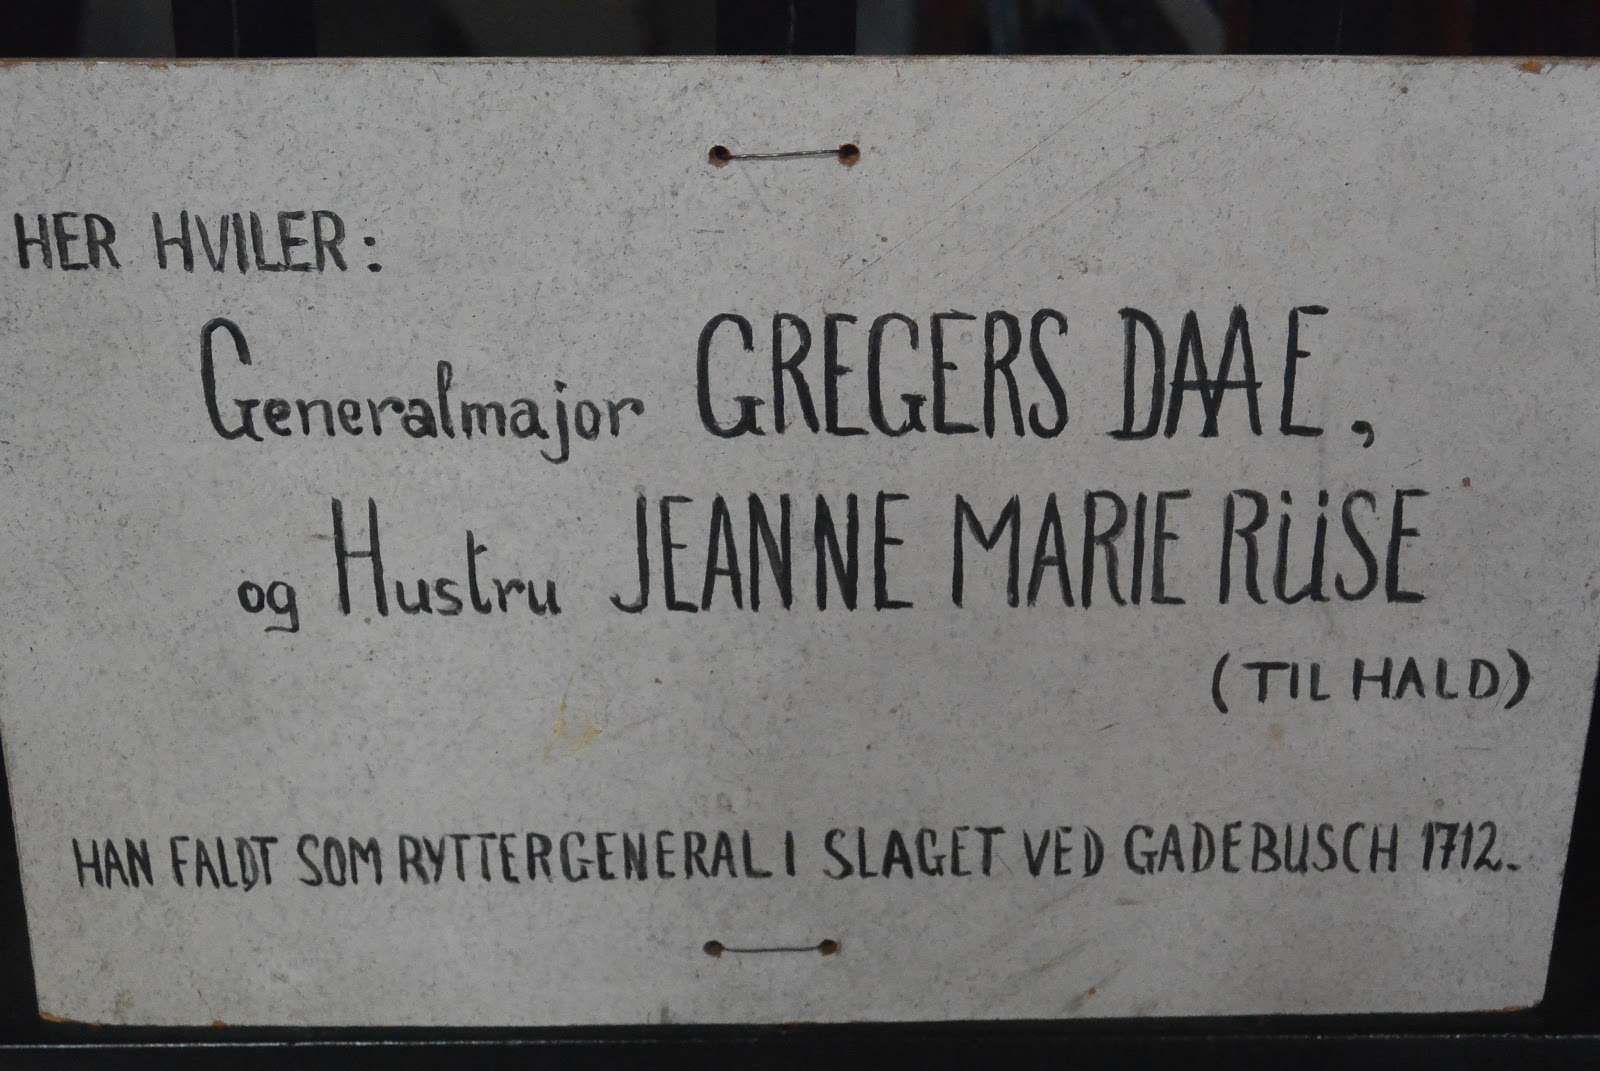 HER HVILER:
Generalmajor GREGERS DAAE,
og Hustru JEANNE MARIE RÜSE
(TIL HALD)
HAN FALDT SOM RYTTERGENERAL I SLAGET VED GADEBUSCH 1712.